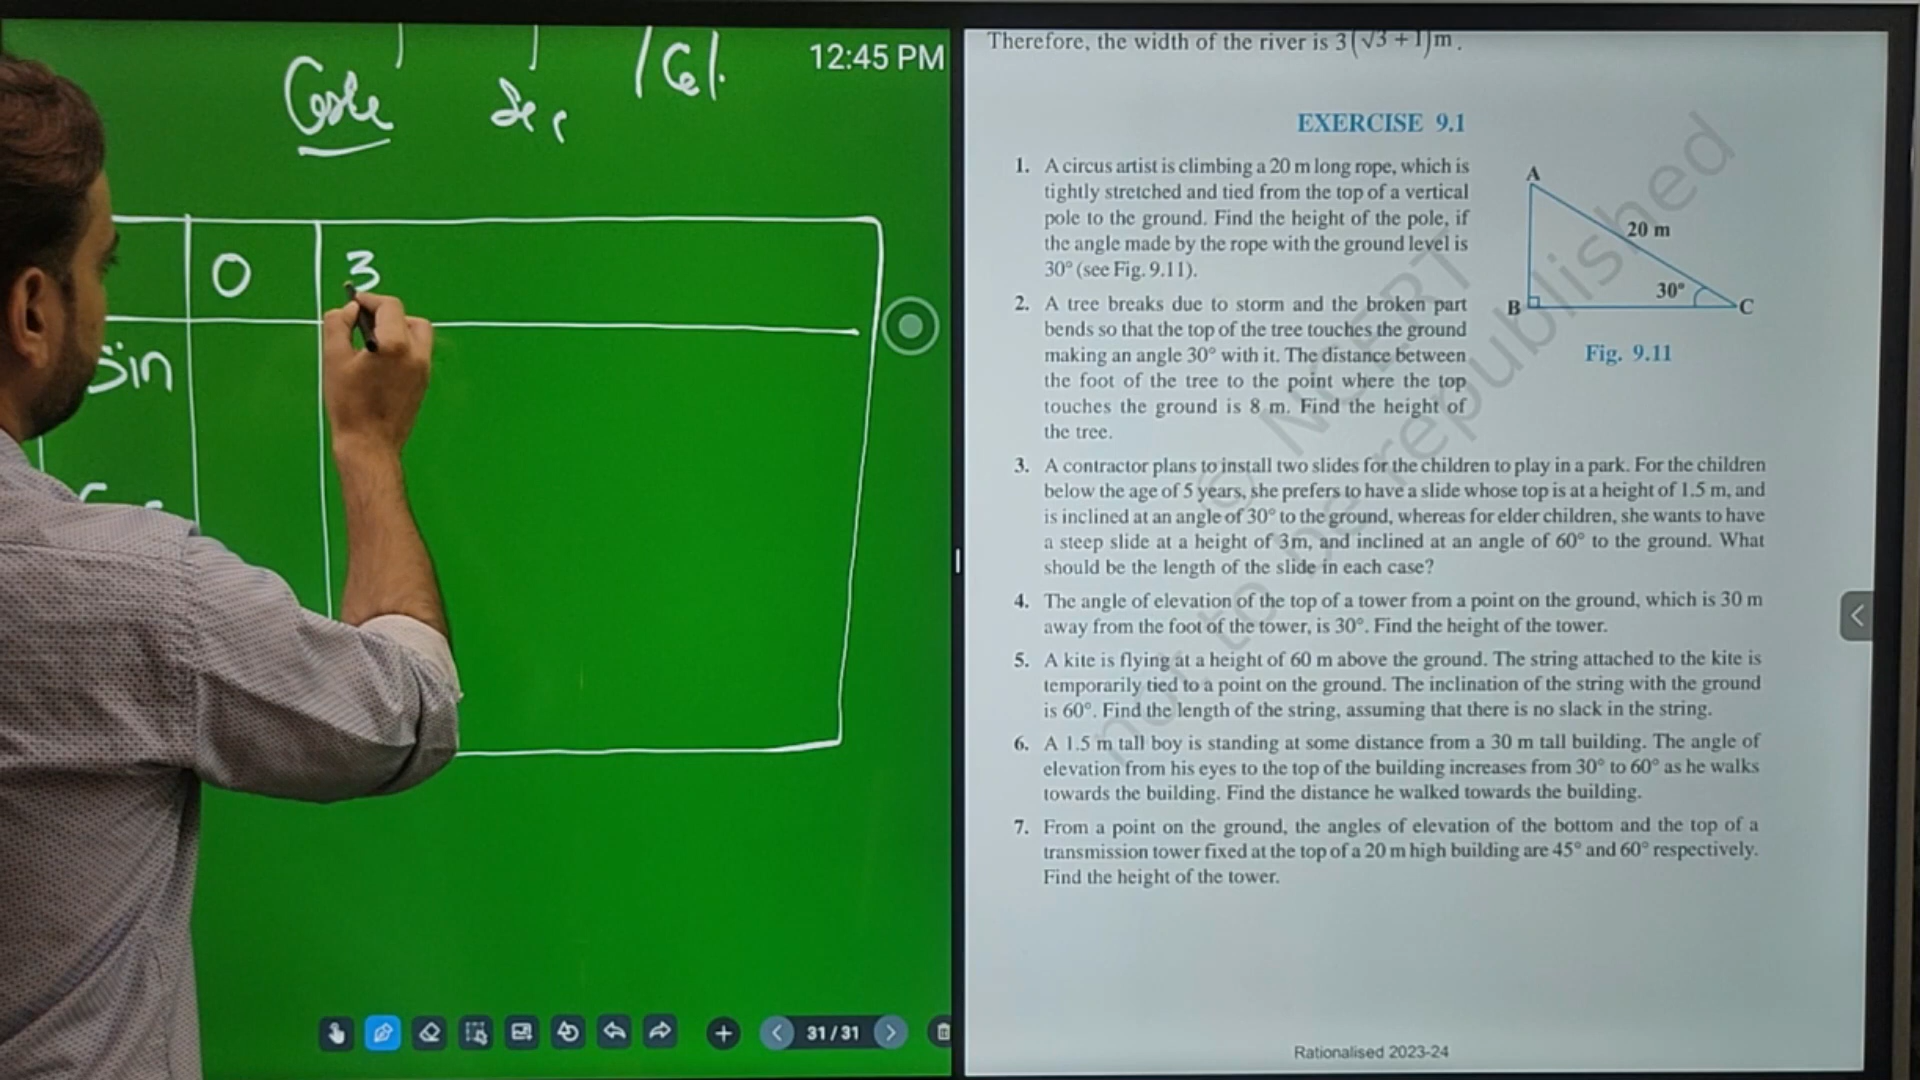 12:45 PM
0 3
Sin
31/31
Therefore, the width of the river is 3(√3 + 1)m.
EXERCISE 9.1
1. A circus artist is climbing a 20 m long rope, which is
tightly stretched and tied from the top of a vertical
pole to the ground. Find the height of the pole, if
the angle made by the rope with the ground level is
30° (see Fig. 9.11).
A
20 m
30°
B
C
Fig. 9.11
2. A tree breaks due to storm and the broken part
bends so that the top of the tree touches the ground
making an angle 30° with it. The distance between
the foot of the tree to the point where the top
touches the ground is 8 m. Find the height of
the tree.
3. A contractor plans to install two slides for the children to play in a park. For the children
below the age of 5 years, she prefers to have a slide whose top is at a height of 1.5 m, and
is inclined at an angle of 30° to the ground, whereas for elder children, she wants to have
a steep slide at a height of 3m, and inclined at an angle of 60° to the ground. What
should be the length of the slide in each case?
4. The angle of elevation of the top of a tower from a point on the ground, which is 30 m
away from the foot of the tower, is 30°. Find the height of the tower.
5. A kite is flying at a height of 60 m above the ground. The string attached to the kite is
temporarily tied to a point on the ground. The inclination of the string with the ground
is 60°. Find the length of the string, assuming that there is no slack in the string.
6. A 1.5 m tall boy is standing at some distance from a 30 m tall building. The angle of
elevation from his eyes to the top of the building increases from 30° to 60° as he walks
towards the building. Find the distance he walked towards the building.
7. From a point on the ground, the angles of elevation of the bottom and the top of a
transmission tower fixed at the top of a 20 m high building are 45° and 60° respectively.
Find the height of the tower.
© NCERT
not to be republished
Rationalised 2023-24